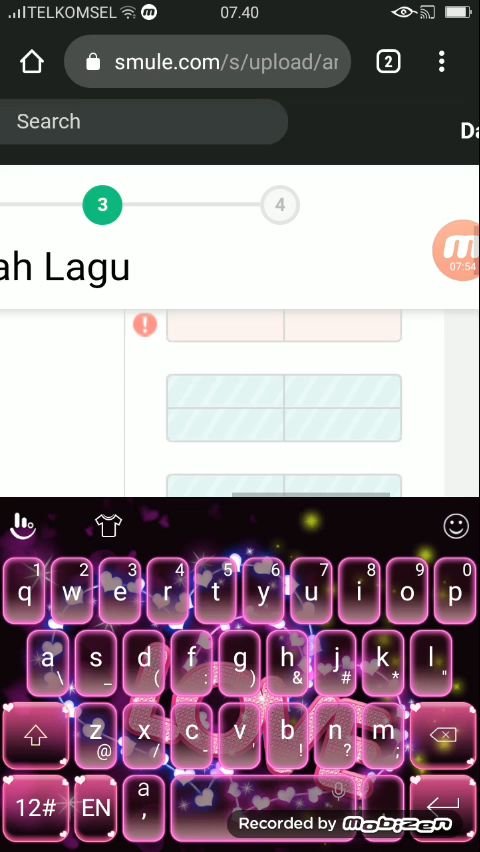 TELKOMSEL 07.40
smule.com/s/upload/ar 2
Search
Da
3 4
ah Lagu
07:54
!
1 2 3 4 5 6 7 8 9 0
q w e r t y u i o p
a s d f g h j k l
\ _ ( : ) & # * "
z x c v b n m
@ / - ' ! ? ;
12# EN a ,
LOVE
Recorded by mobizen